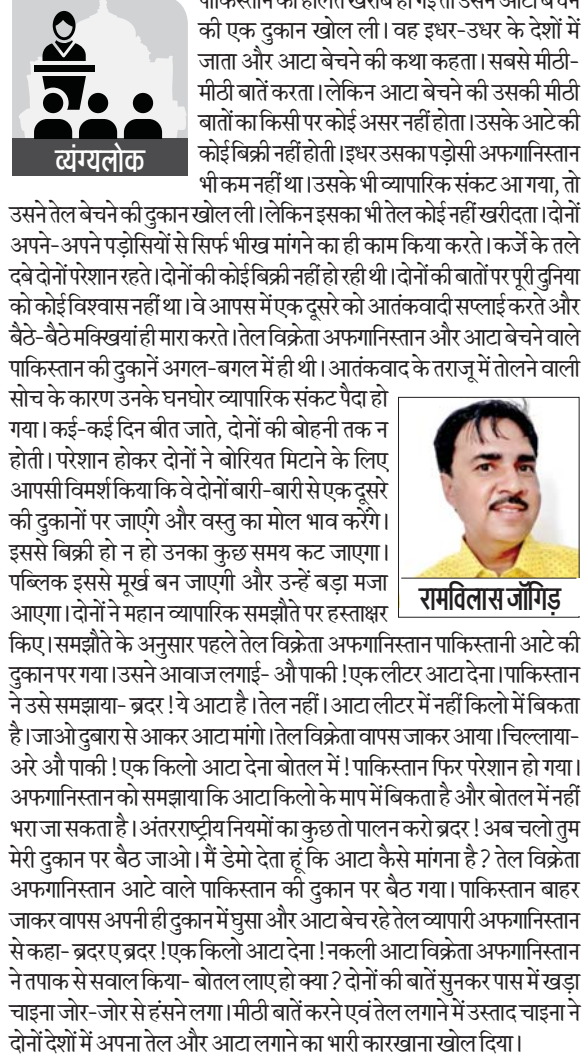 पाकिस्तान की हालत खराब हो गई तो उसने आटा बेचने
की एक दुकान खोल ली। वह इधर-उधर के देशों में
जाता और आटा बेचने की कथा कहता। सबसे मीठी-
मीठी बातें करता। लेकिन आटा बेचने की उसकी मीठी
बातों का किसी पर कोई असर नहीं होता। उसके आटे की
कोई बिक्री नहीं होती। इधर उसका पड़ोसी अफगानिस्तान
भी कम नहीं था। उसके भी व्यापारिक संकट आ गया, तो
व्यंग्यलोक
उसने तेल बेचने की दुकान खोल ली। लेकिन इसका भी तेल कोई नहीं खरीदता। दोनों
अपने-अपने पड़ोसियों से सिर्फ भीख मांगने का ही काम किया करते। कर्जे के तले
दबे दोनों परेशान रहते। दोनों की कोई बिक्री नहीं हो रही थी। दोनों की बातों पर पूरी दुनिया
को कोई विश्वास नहीं था। वे आपस में एक दूसरे को आतंकवादी सप्लाई करते और
बैठे-बैठे मक्खियां ही मारा करते। तेल विक्रेता अफगानिस्तान और आटा बेचने वाले
पाकिस्तान की दुकानें अगल-बगल में ही थी। आतंकवाद के तराजू में तोलने वाली
सोच के कारण उनके घनघोर व्यापारिक संकट पैदा हो
गया। कई-कई दिन बीत जाते, दोनों की बोहनी तक न
होती। परेशान होकर दोनों ने बोरियत मिटाने के लिए
आपसी विमर्श किया कि वे दोनों बारी-बारी से एक दूसरे
की दुकानों पर जाएंगे और वस्तु का मोल भाव करेंगे।
इससे बिक्री हो न हो उनका कुछ समय कट जाएगा।
पब्लिक इससे मूर्ख बन जाएगी और उन्हें बड़ा मजा
आएगा। दोनों ने महान व्यापारिक समझौते पर हस्ताक्षर
रामविलास जाँगिड़
किए। समझौते के अनुसार पहले तेल विक्रेता अफगानिस्तान पाकिस्तानी आटे की
दुकान पर गया। उसने आवाज लगाई- औ पाकी ! एक लीटर आटा देना। पाकिस्तान
ने उसे समझाया- ब्रदर ! ये आटा है। तेल नहीं। आटा लीटर में नहीं किलो में बिकता
है। जाओ दुबारा से आकर आटा मांगो। तेल विक्रेता वापस जाकर आया। चिल्लाया-
अरे औ पाकी ! एक किलो आटा देना बोतल में ! पाकिस्तान फिर परेशान हो गया।
अफगानिस्तान को समझाया कि आटा किलो के माप में बिकता है और बोतल में नहीं
भरा जा सकता है। अंतरराष्ट्रीय नियमों का कुछ तो पालन करो ब्रदर ! अब चलो तुम
मेरी दुकान पर बैठ जाओ। मैं डेमो देता हूं कि आटा कैसे मांगना है ? तेल विक्रेता
अफगानिस्तान आटे वाले पाकिस्तान की दुकान पर बैठ गया। पाकिस्तान बाहर
जाकर वापस अपनी ही दुकान में घुसा और आटा बेच रहे तेल व्यापारी अफगानिस्तान
से कहा- ब्रदर ए ब्रदर ! एक किलो आटा देना ! नकली आटा विक्रेता अफगानिस्तान
ने तपाक से सवाल किया- बोतल लाए हो क्या ? दोनों की बातें सुनकर पास में खड़ा
चाइना जोर-जोर से हंसने लगा। मीठी बातें करने एवं तेल लगाने में उस्ताद चाइना ने
दोनों देशों में अपना तेल और आटा लगाने का भारी कारखाना खोल दिया।